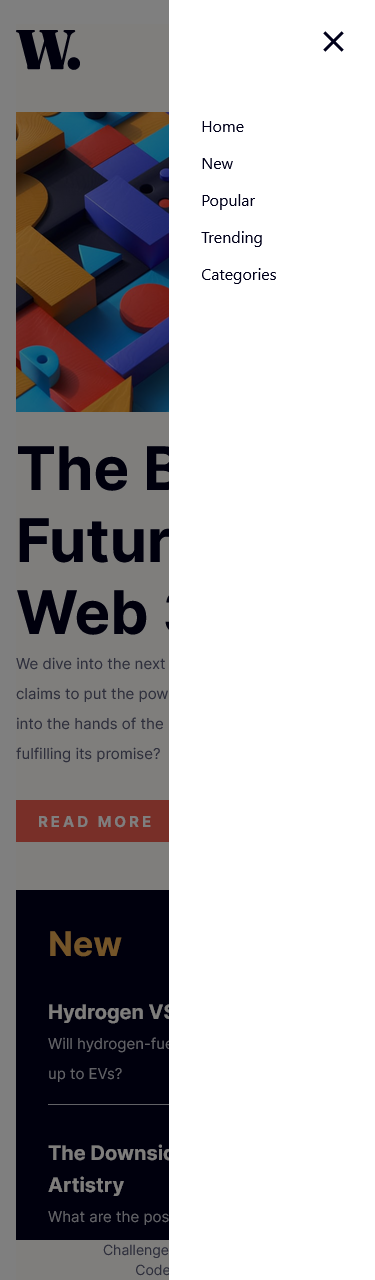 W.
Home
New
Popular
Trending
Categories
The
Futur
Web
We dive into the next
claims to put the pow
into the hands of the
fulfilling its promise?
READ MORE
New
Hydrogen VS
Will hydrogen-fue
up to EVs?
The Downsid
Artistry
What are the pos
Challenge
Code